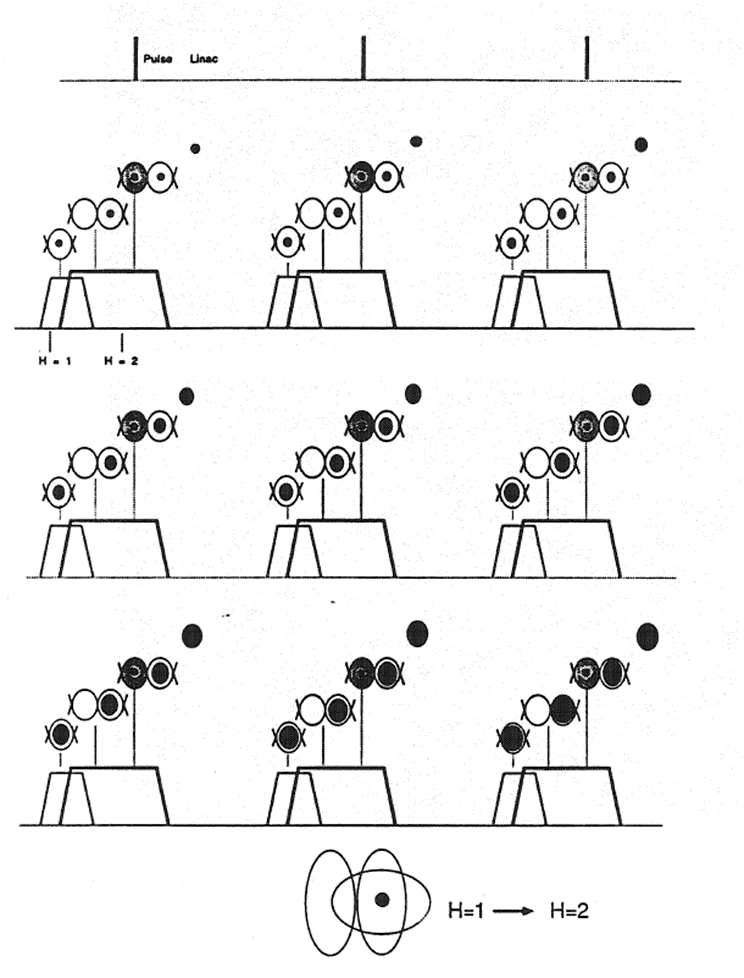 Pulse Linac
H = 1 H = 2
H=1 → H=2